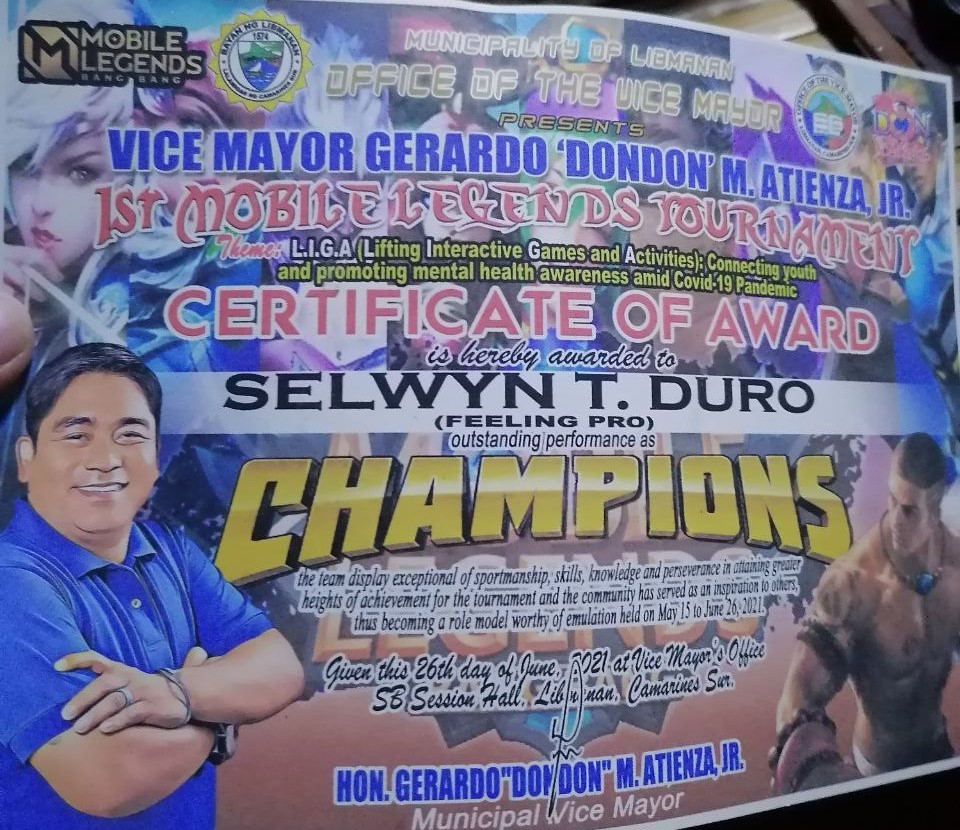 MOBILE
LEGENDS
BANG BANG
BAYAN NG LIBMANAN
1574
MUNICIPALITY OF LIBMANAN
OFFICE OF THE VICE MAYOR
PRESENTS
VICE MAYOR GERARDO 'DONDON' M. ATIENZA, JR.
1ST MOBILE LEGENDS TOURNAMENT
Theme: L.I.G.A (Lifting Interactive Games and Activities); Connecting youth
and promoting mental health awareness amid Covid-19 Pandemic
CERTIFICATE OF AWARD
is hereby awarded to
SELWYN T. DURO
(FEELING PRO)
outstanding performance as
CHAMPIONS
the team display exceptional of sportmanship, skills, knowledge and perseverance in attaining greater
heights of achievement for the tournament and the community has served as an inspiration to others,
thus becoming a role model worthy of emulation held on May 15 to June 26, 2021.
Given this 26th day of June, 2021 at Vice Mayor's Office
SB Session Hall, Libmanan, Camarines Sur.
HON. GERARDO "DONDON" M. ATIENZA, JR.
Municipal Vice Mayor